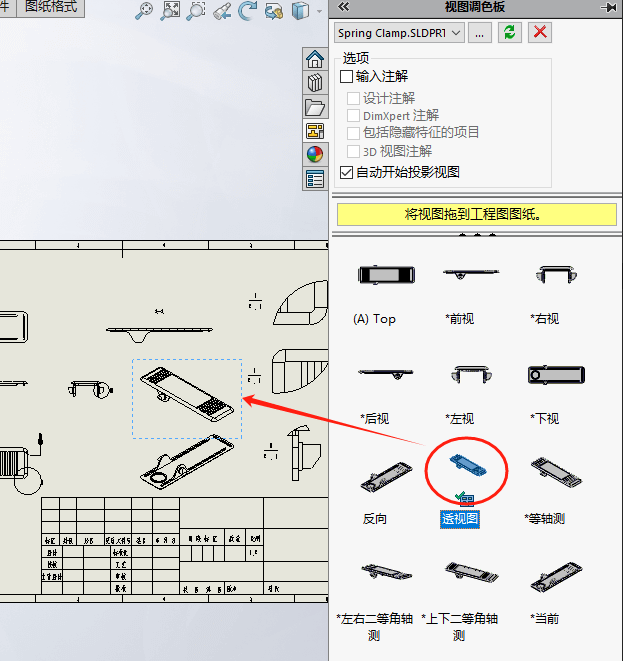 件
图纸格式
视图调色板
Spring Clamp.SLDPRT
...
选项
输入注解
设计注解
DimXpert 注解
包括隐藏特征的项目
3D 视图注解
自动开始投影视图
将视图拖到工程图图纸。
(A) Top
*前视
*右视
*后视
*左视
*下视
反向
透视图
*等轴测
*左右二等角轴
测
*上下二等角轴
测
*当前